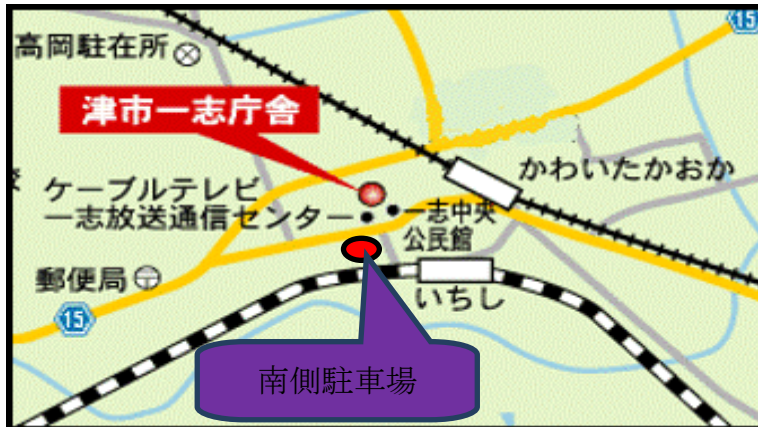 15
高岡駐在所
津市一志庁舎
かわいたかおか
ケーブルテレビ
一志放送通信センター
一志中央
公民館
郵便局
いちし
15
南側駐車場